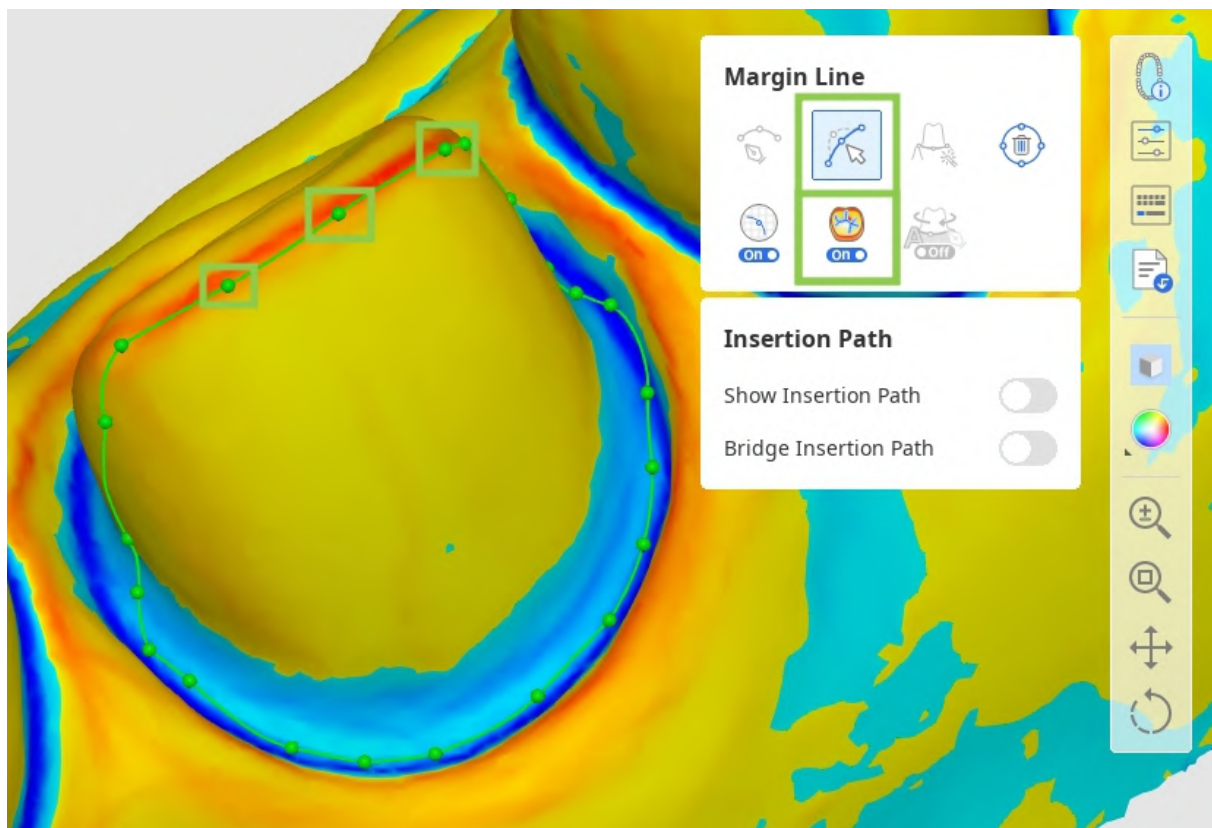 Margin Line
On
On
A
Off
Insertion Path
Show Insertion Path
Bridge Insertion Path